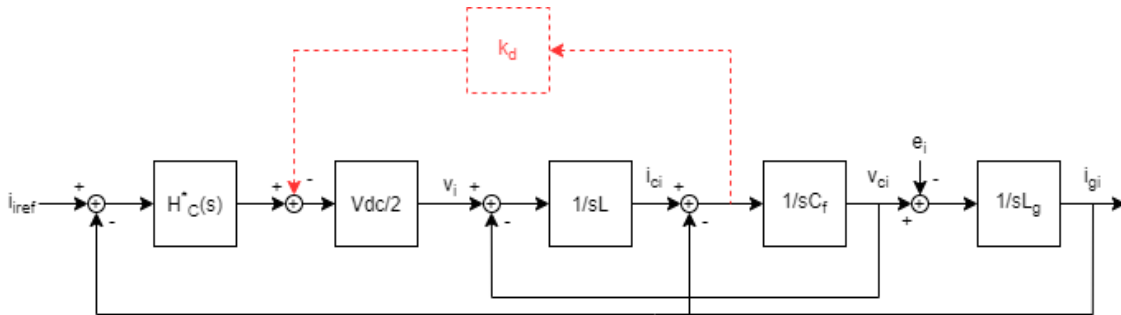 k_d
e_i
i_iref
+
-
H*_C(s)
+
-
Vdc/2
v_i
+
-
1/sL
i_ci
+
-
1/sC_f
v_ci
+
-
1/sL_g
i_gi